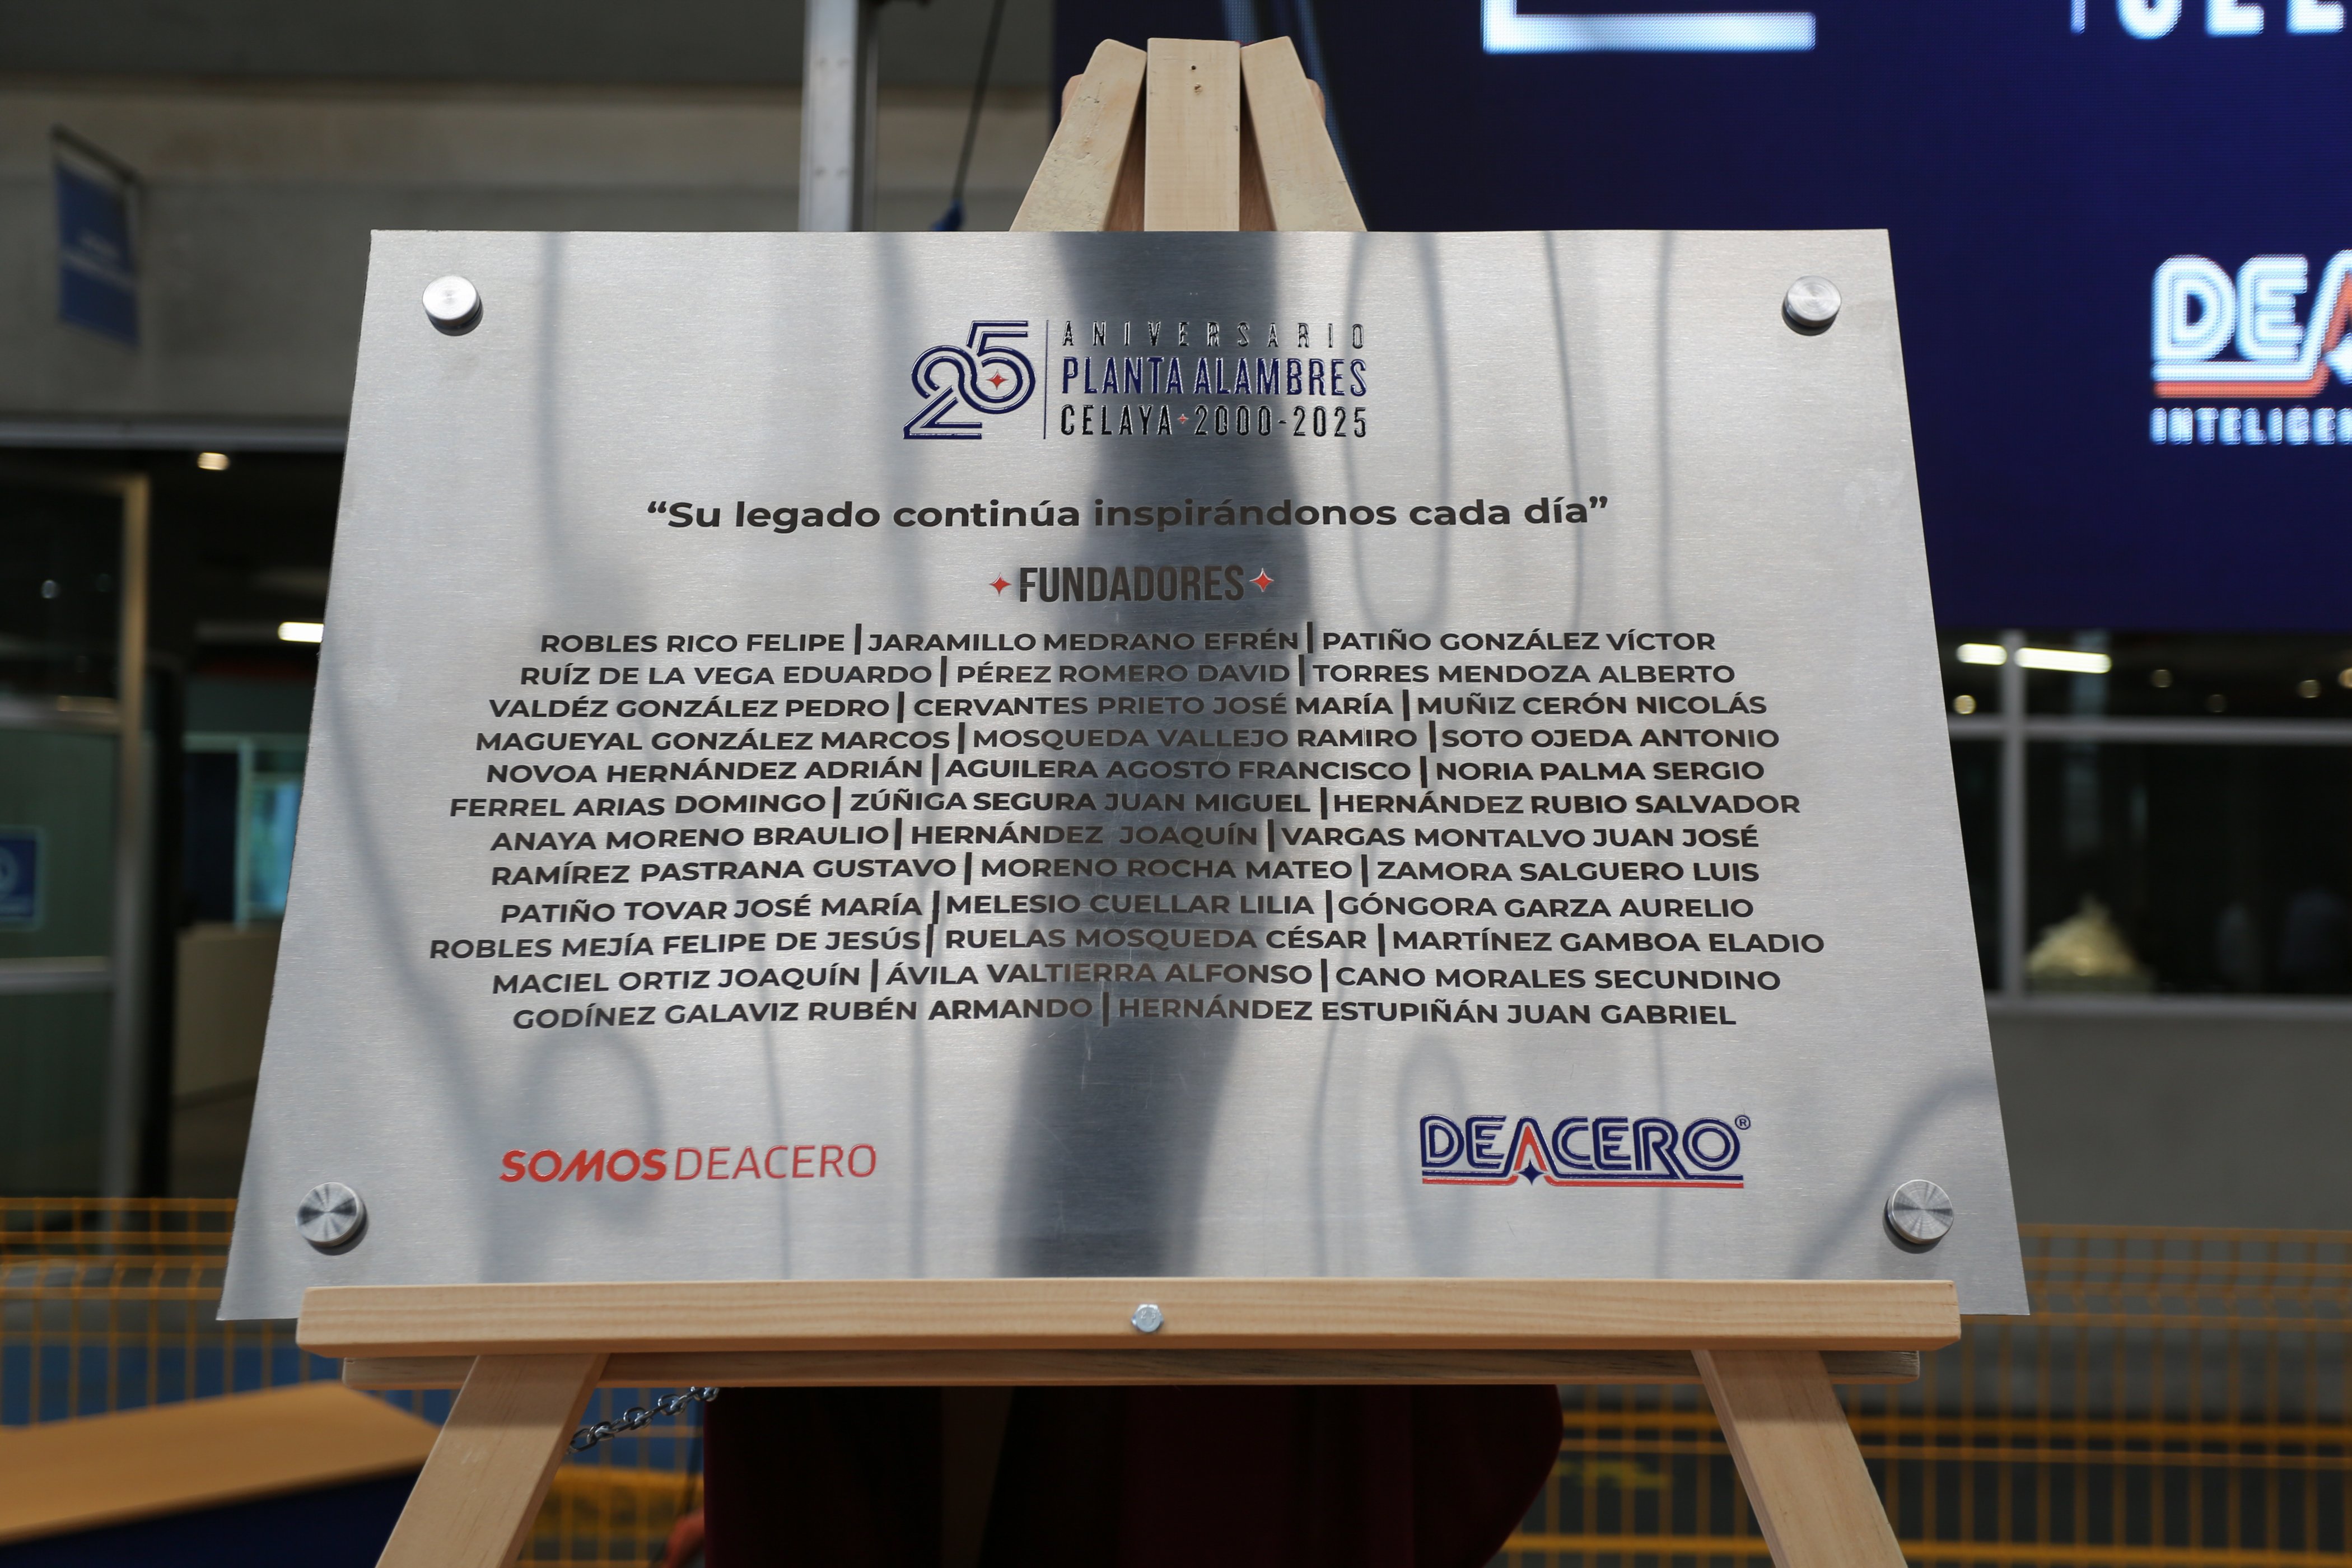 25 ANIVERSARIO
PLANTA ALAMBRES
CELAYA 2000-2025
“Su legado continúa inspirándonos cada día”
FUNDADORES
ROBLES RICO FELIPE | JARAMILLO MEDRANO EFRÉN | PATIÑO GONZÁLEZ VÍCTOR
RUÍZ DE LA VEGA EDUARDO | PÉREZ ROMERO DAVID | TORRES MENDOZA ALBERTO
VALDÉZ GONZÁLEZ PEDRO | CERVANTES PRIETO JOSÉ MARÍA | MUÑIZ CERÓN NICOLÁS
MAGUEYAL GONZÁLEZ MARCOS | MOSQUEDA VALLEJO RAMIRO | SOTO OJEDA ANTONIO
NOVOA HERNÁNDEZ ADRIÁN | AGUILERA AGOSTO FRANCISCO | NORIA PALMA SERGIO
FERREL ARIAS DOMINGO | ZÚÑIGA SEGURA JUAN MIGUEL | HERNÁNDEZ RUBIO SALVADOR
ANAYA MORENO BRAULIO | HERNÁNDEZ JOAQUÍN | VARGAS MONTALVO JUAN JOSÉ
RAMÍREZ PASTRANA GUSTAVO | MORENO ROCHA MATEO | ZAMORA SALGUERO LUIS
PATIÑO TOVAR JOSÉ MARÍA | MELESIO CUELLAR LILIA | GÓNGORA GARZA AURELIO
ROBLES MEJÍA FELIPE DE JESÚS | RUELAS MOSQUEDA CÉSAR | MARTÍNEZ GAMBOA ELADIO
MACIEL ORTIZ JOAQUÍN | ÁVILA VALTIERRA ALFONSO | CANO MORALES SECUNDINO
GODÍNEZ GALAVIZ RUBÉN ARMANDO | HERNÁNDEZ ESTUPIÑÁN JUAN GABRIEL
SOMOS DEACERO
DEACERO®